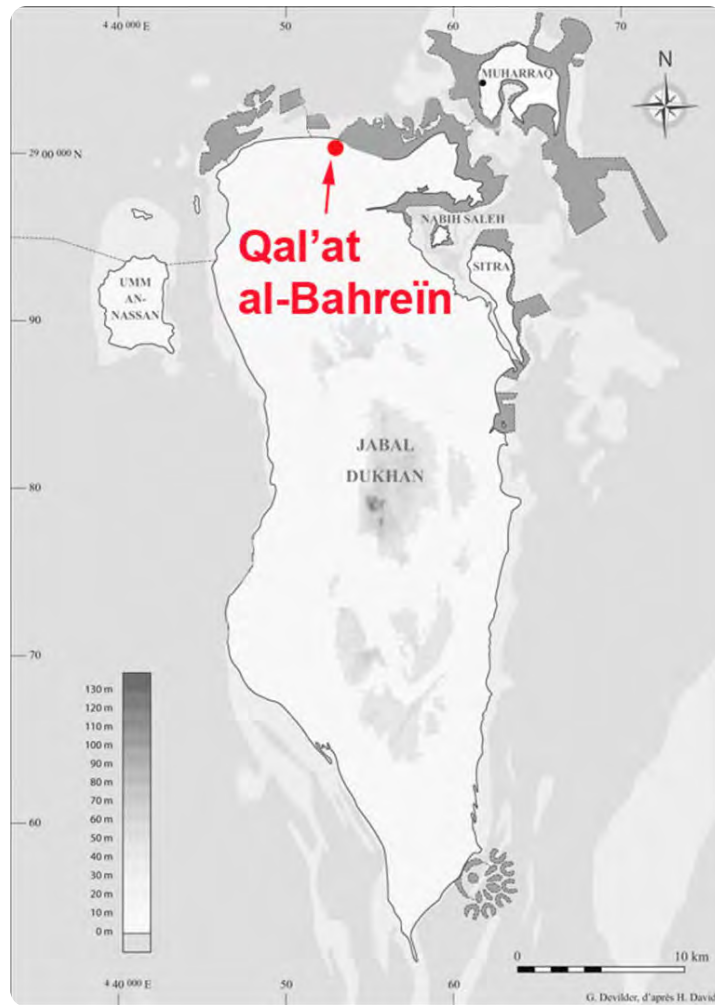 4 40 000 E
50
60
70
N
MUHARRAQ
29 00 000 N
NABIH SALEH
Qal'at
al-Bahreïn
SITRA
UMM
AN-
NASSAN
90
JABAL
DUKHAN
80
70
130 m
120 m
110 m
100 m
90 m
80 m
70 m
60 m
50 m
40 m
30 m
20 m
10 m
0 m
60
0
10 km
4 40 000 E
50
60
G. Devilder, d'après H. David